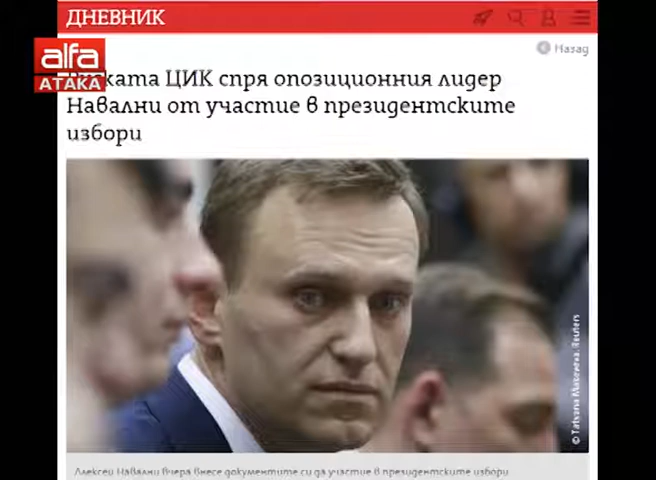 ДНЕВНИК
Назад
alfa
АТАКА
ЦИК спря опозиционния лидер
Навални от участие в президентските
избори
© Tatyana Makeyeva, Reuters
Алексей Навални вчера внесе документите си за участие в президентските избори